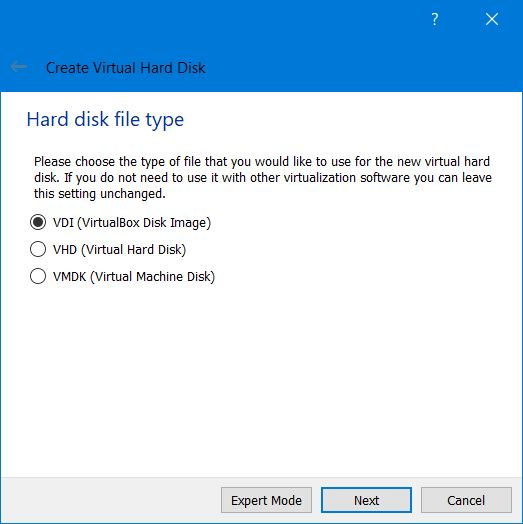 ?
Create Virtual Hard Disk
Hard disk file type
Please choose the type of file that you would like to use for the new virtual hard
disk. If you do not need to use it with other virtualization software you can leave
this setting unchanged.
VDI (VirtualBox Disk Image)
VHD (Virtual Hard Disk)
VMDK (Virtual Machine Disk)
Expert Mode Next Cancel